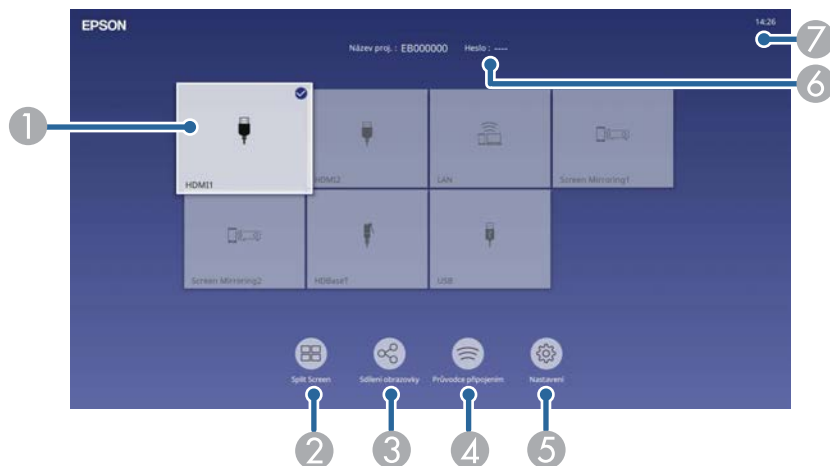 EPSON
14:26
Název proj. : EB000000 Heslo : ----
7
6
1
HDMI1
HDMI2
LAN
Screen Mirroring1
Screen Mirroring2
HDBaseT
USB
Split Screen
Sdílení obrazovky
Průvodce připojením
Nastavení
2
3
4
5